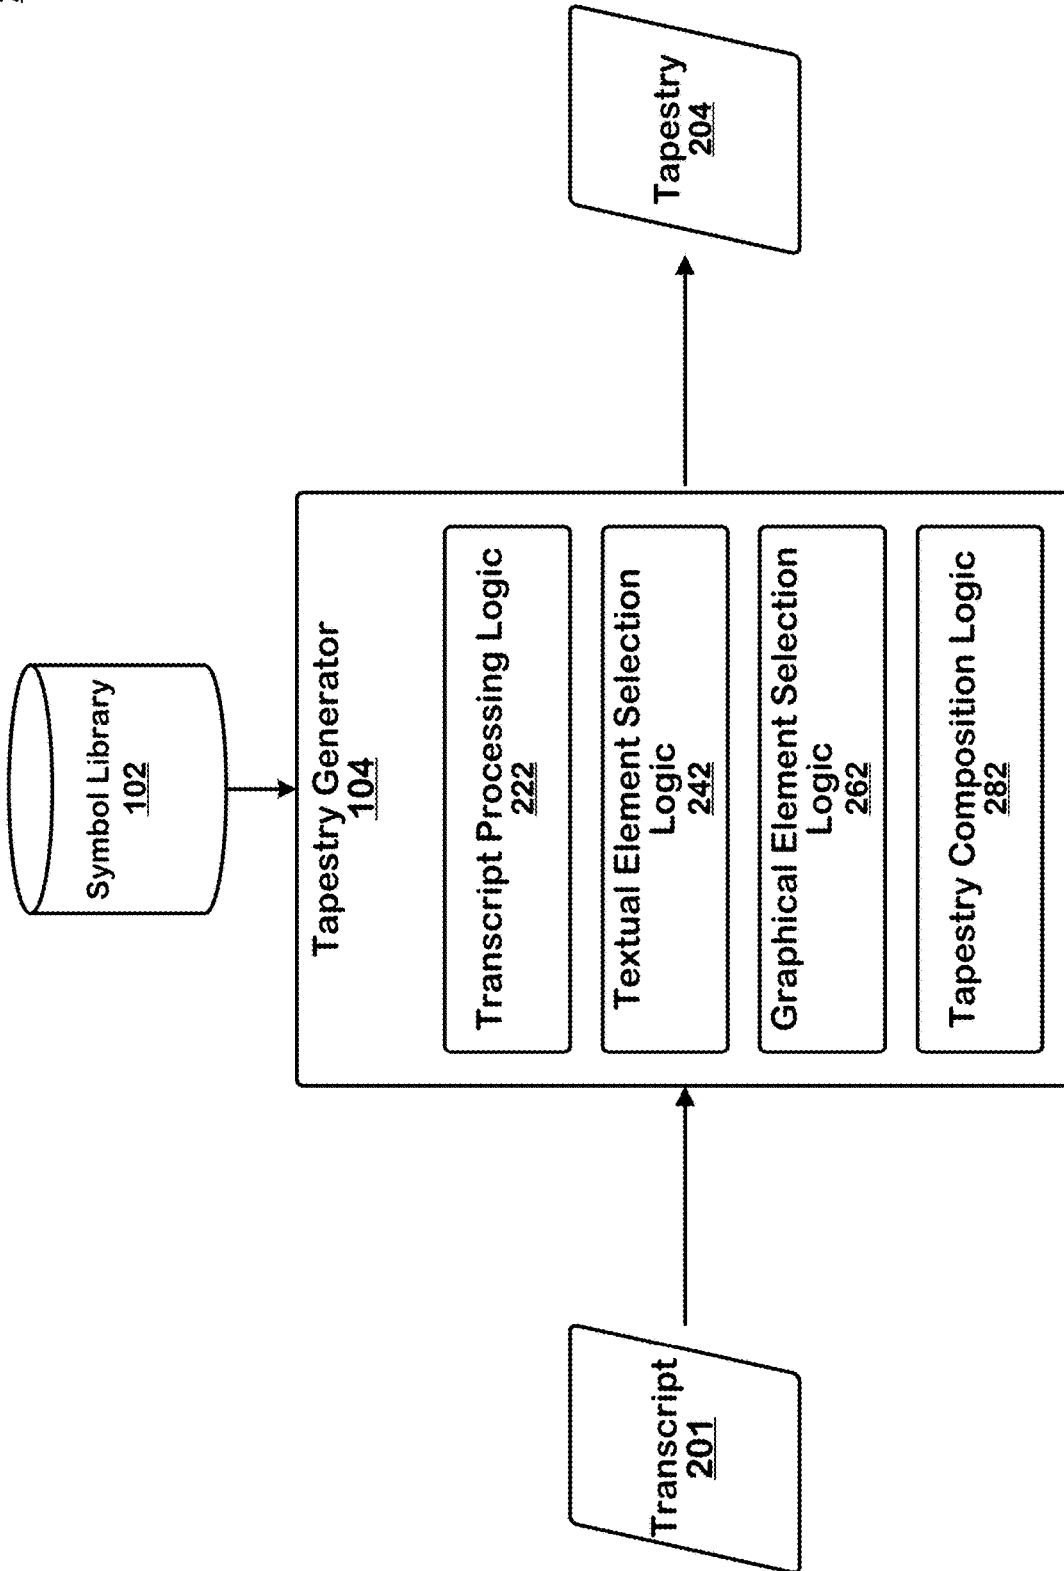 Symbol Library
102
Tapestry Generator
104
Transcript Processing Logic
222
Textual Element Selection
Logic
242
Graphical Element Selection
Logic
262
Tapestry Composition Logic
282
Transcript
201
Tapestry
204